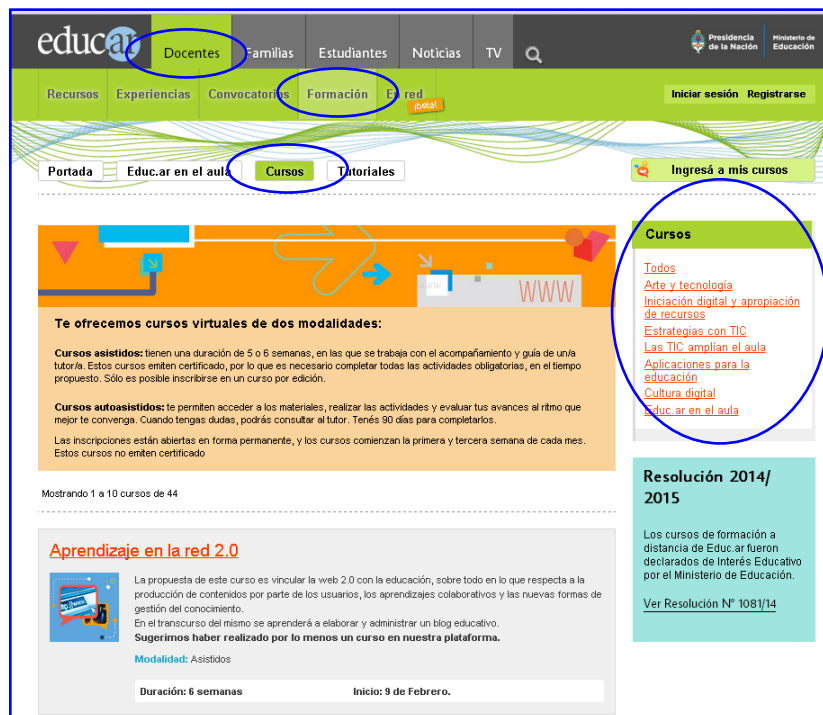 educar
Docentes Familias Estudiantes Noticias TV
Presidencia de la Nación
Ministerio de Educación
Recursos Experiencias Convocatorias Formación En red
¡beta!
Iniciar sesión Registrarse
Portada Educ.ar en el aula Cursos Tutoriales
Ingresá a mis cursos
www
WWW
Te ofrecemos cursos virtuales de dos modalidades:
Cursos asistidos: tienen una duración de 5 o 6 semanas, en las que se trabaja con el acompañamiento y guía de un/a
tutor/a. Estos cursos emiten certificado, por lo que es necesario completar todas las actividades obligatorias, en el tiempo
propuesto. Sólo es posible inscribirse en un curso por edición.
Cursos autoasistidos: te permiten acceder a los materiales, realizar las actividades y evaluar tus avances al ritmo que
mejor te convenga. Cuando tengas dudas, podrás consultar al tutor. Tenés 90 días para completarlos.
Las inscripciones están abiertas en forma permanente, y los cursos comienzan la primera y tercera semana de cada mes.
Estos cursos no emiten certificado
Mostrando 1 a 10 cursos de 44
Aprendizaje en la red 2.0
http://www
La propuesta de este curso es vincular la web 2.0 con la educación, sobre todo en lo que respecta a la
producción de contenidos por parte de los usuarios, los aprendizajes colaborativos y las nuevas formas de
gestión del conocimiento.
En el transcurso del mismo se aprenderá a elaborar y administrar un blog educativo.
Sugerimos haber realizado por lo menos un curso en nuestra plataforma.
Modalidad: Asistidos
Duración: 6 semanas Inicio: 9 de Febrero.
Cursos
Todos
Arte y tecnología
Iniciación digital y apropiación
de recursos
Estrategias con TIC
Las TIC amplían el aula
Aplicaciones para la
educación
Cultura digital
Educ.ar en el aula
Resolución 2014/
2015
Los cursos de formación a
distancia de Educ.ar fueron
declarados de Interés Educativo
por el Ministerio de Educación.
Ver Resolución N° 1081/14